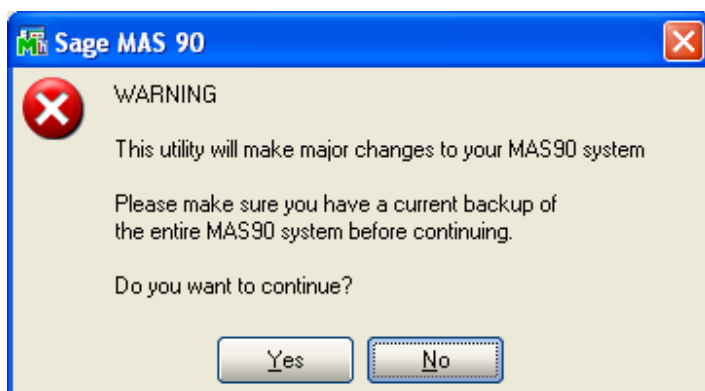 Sage MAS 90
WARNING
This utility will make major changes to your MAS90 system
Please make sure you have a current backup of
the entire MAS90 system before continuing.
Do you want to continue?
Yes
No